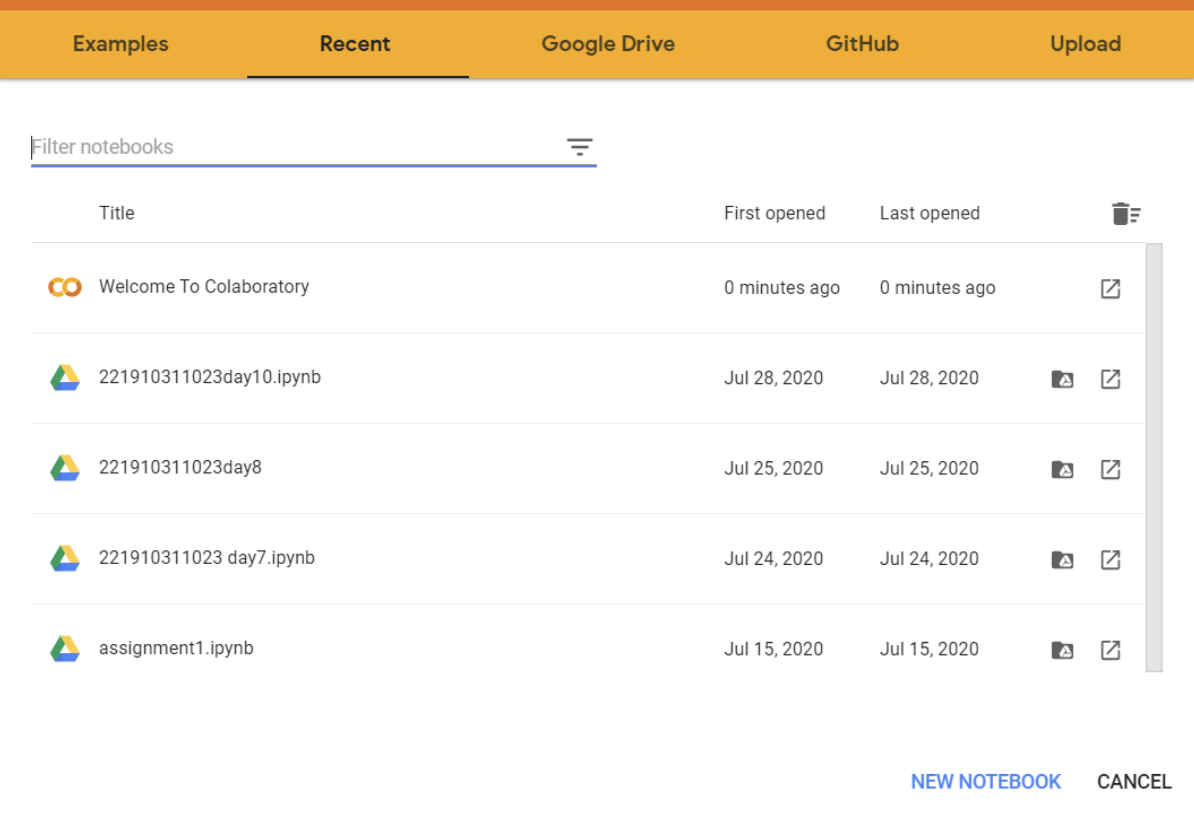 Examples Recent Google Drive GitHub Upload
Filter notebooks
Title First opened Last opened
Welcome To Colaboratory 0 minutes ago 0 minutes ago
221910311023day10.ipynb Jul 28, 2020 Jul 28, 2020
221910311023day8 Jul 25, 2020 Jul 25, 2020
221910311023 day7.ipynb Jul 24, 2020 Jul 24, 2020
assignment1.ipynb Jul 15, 2020 Jul 15, 2020
NEW NOTEBOOK CANCEL